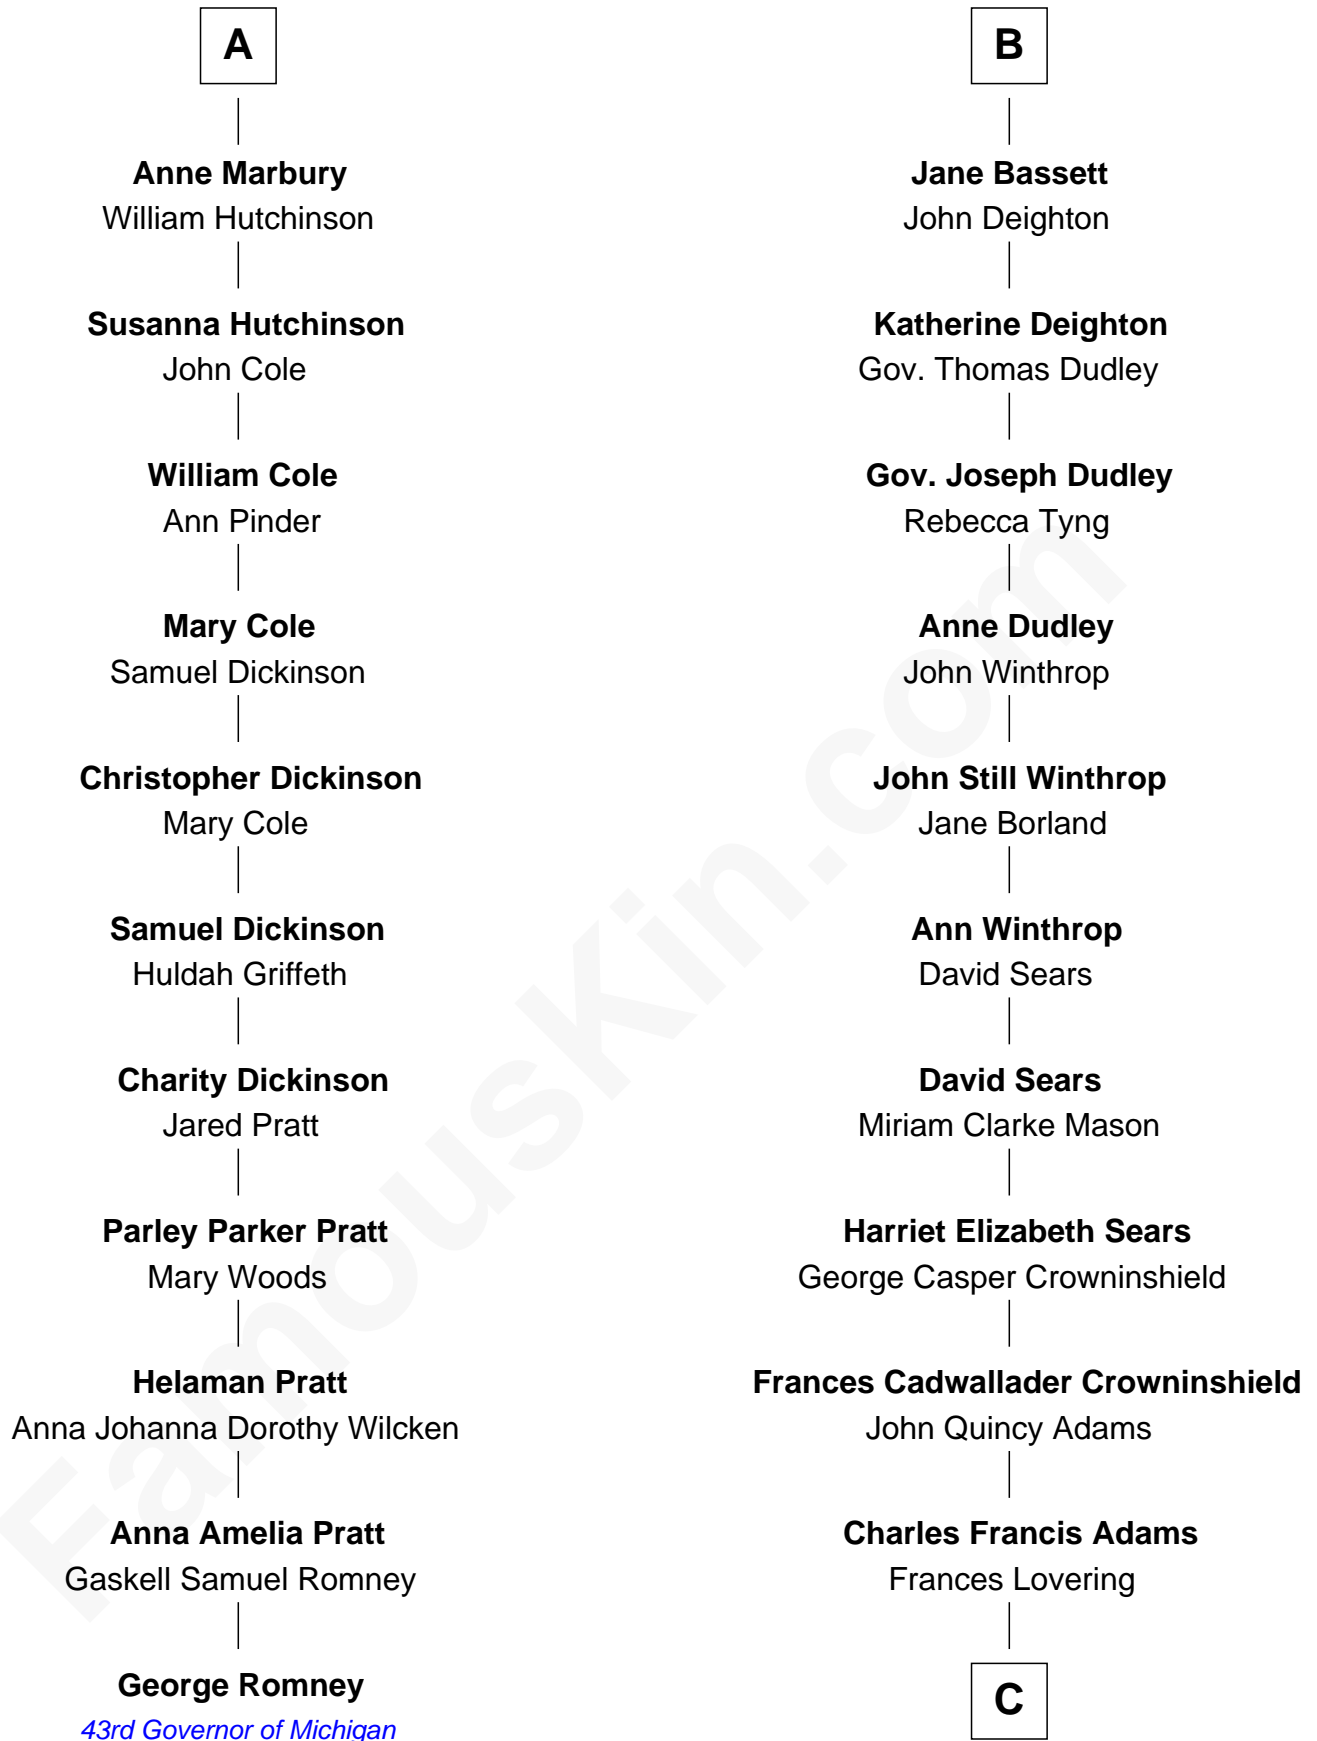 A
Anne Marbury
William Hutchinson
Susanna Hutchinson
John Cole
William Cole
Ann Pinder
Mary Cole
Samuel Dickinson
Christopher Dickinson
Mary Cole
Samuel Dickinson
Huldah Griffeth
Charity Dickinson
Jared Pratt
Parley Parker Pratt
Mary Woods
Helaman Pratt
Anna Johanna Dorothy Wilcken
Anna Amelia Pratt
Gaskell Samuel Romney
George Romney
43rd Governor of Michigan
B
Jane Bassett
John Deighton
Katherine Deighton
Gov. Thomas Dudley
Gov. Joseph Dudley
Rebecca Tyng
Anne Dudley
John Winthrop
John Still Winthrop
Jane Borland
Ann Winthrop
David Sears
David Sears
Miriam Clarke Mason
Harriet Elizabeth Sears
George Casper Crowninshield
Frances Cadwallader Crowninshield
John Quincy Adams
Charles Francis Adams
Frances Lovering
C
FamousKin.com